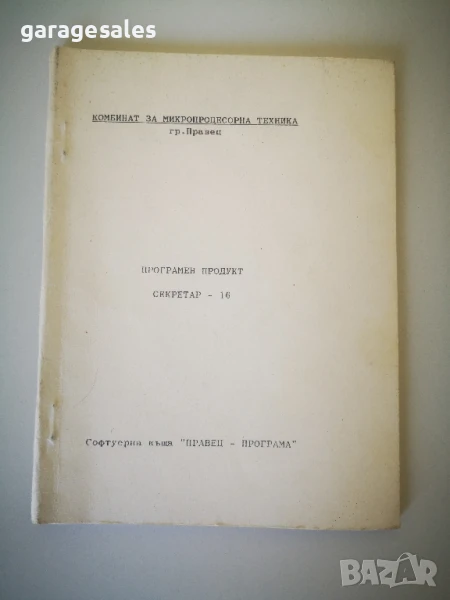 garagesales
КОМБИНАТ ЗА МИКРОПРОЦЕСОРНА ТЕХНИКА
гр.Правец
ПРОГРАМЕН ПРОДУКТ
СЕКРЕТАР - 16
Софтуерна къща "ПРАВЕЦ - ПРОГРАМА"
BAZAR